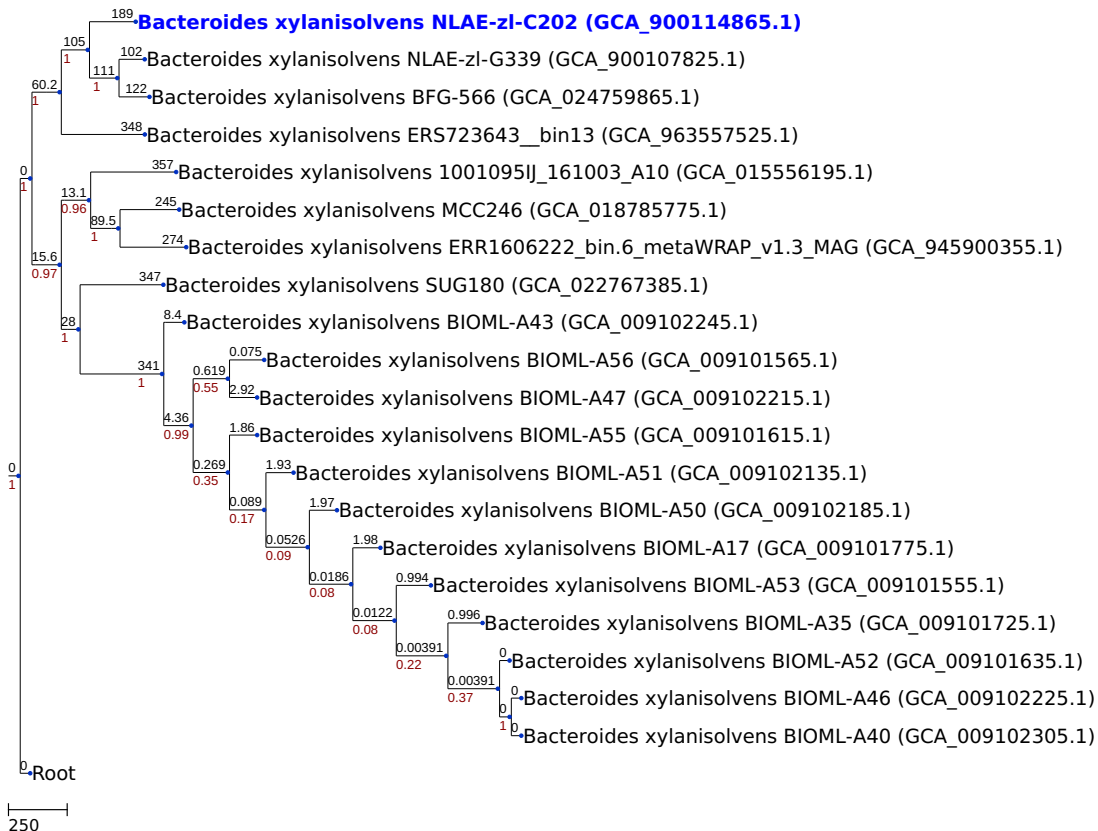 189 Bacteroides xylanisolvens NLAE-zl-C202 (GCA_900114865.1)
105
1
102 Bacteroides xylanisolvens NLAE-zl-G339 (GCA_900107825.1)
111
1
60.2
1
122 Bacteroides xylanisolvens BFG-566 (GCA_024759865.1)
348 Bacteroides xylanisolvens ERS723643__bin13 (GCA_963557525.1)
0
1
357 Bacteroides xylanisolvens 1001095IJ_161003_A10 (GCA_015556195.1)
13.1
0.96
245 Bacteroides xylanisolvens MCC246 (GCA_018785775.1)
89.5
1
274 Bacteroides xylanisolvens ERR1606222_bin.6_metaWRAP_v1.3_MAG (GCA_945900355.1)
15.6
0.97
347 Bacteroides xylanisolvens SUG180 (GCA_022767385.1)
28
1
8.4 Bacteroides xylanisolvens BIOML-A43 (GCA_009102245.1)
341
1
0.075 Bacteroides xylanisolvens BIOML-A56 (GCA_009101565.1)
0.619
0.55
2.92 Bacteroides xylanisolvens BIOML-A47 (GCA_009102215.1)
4.36
0.99
1.86 Bacteroides xylanisolvens BIOML-A55 (GCA_009101615.1)
0.269
0.35
1.93 Bacteroides xylanisolvens BIOML-A51 (GCA_009102135.1)
0
1
0.089
0.17
1.97 Bacteroides xylanisolvens BIOML-A50 (GCA_009102185.1)
0.0526
0.09
1.98 Bacteroides xylanisolvens BIOML-A17 (GCA_009101775.1)
0.0186
0.08
0.994 Bacteroides xylanisolvens BIOML-A53 (GCA_009101555.1)
0.0122
0.08
0.996 Bacteroides xylanisolvens BIOML-A35 (GCA_009101725.1)
0.00391
0.22
0 Bacteroides xylanisolvens BIOML-A52 (GCA_009101635.1)
0.00391
0.37
0 Bacteroides xylanisolvens BIOML-A46 (GCA_009102225.1)
0
1
0 Bacteroides xylanisolvens BIOML-A40 (GCA_009102305.1)
0 Root
250